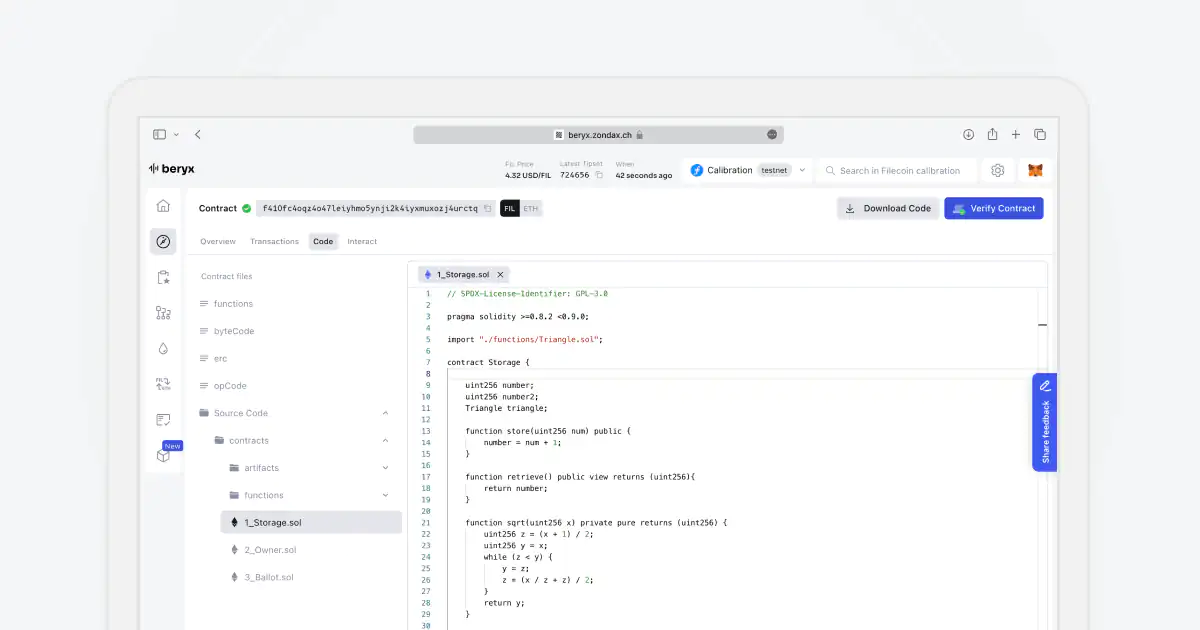 beryx.zondax.ch
beryx
FIL Price
4.32 USD/FIL
Latest Tipset
724656
When
42 seconds ago
Calibration
testnet
Search in Filecoin calibration
Contract
f410fc4oqz4o47leiyhmo5ynji2k4iyxmuxozj4urctq
FIL
ETH
Download Code
Verify Contract
Overview
Transactions
Code
Interact
Contract files
functions
byteCode
erc
opCode
Source Code
contracts
artifacts
functions
1_Storage.sol
2_Owner.sol
3_Ballot.sol
New
1_Storage.sol
1 // SPDX-License-Identifier: GPL-3.0
2
3 pragma solidity >=0.8.2 <0.9.0;
4
5 import "./functions/Triangle.sol";
6
7 contract Storage {
8
9 uint256 number;
10 uint256 number2;
11 Triangle triangle;
12
13 function store(uint256 num) public {
14 number = num + 1;
15 }
16
17 function retrieve() public view returns (uint256){
18 return number;
19 }
20
21 function sqrt(uint256 x) private pure returns (uint256) {
22 uint256 z = (x + 1) / 2;
23 uint256 y = x;
24 while (z < y) {
25 y = z;
26 z = (x / z + z) / 2;
27 }
28 return y;
29 }
30
Share feedback